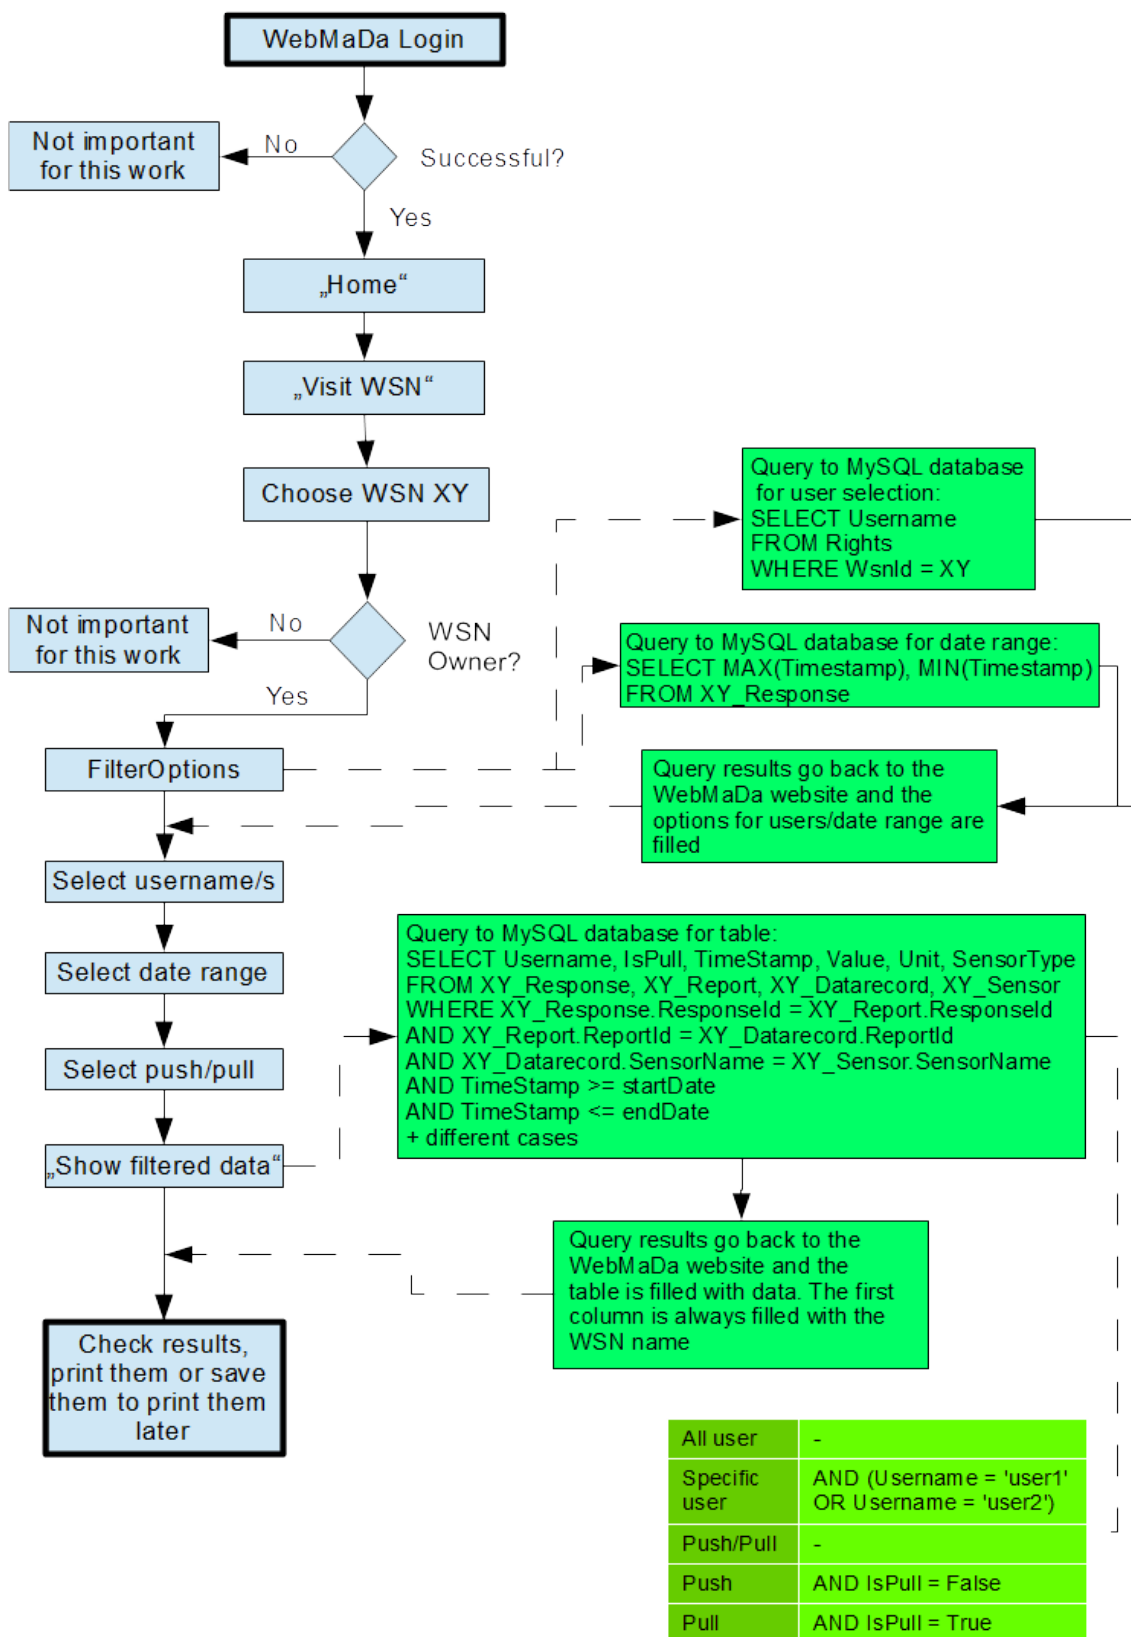 WebMaDa Login
Not important
for this work
No
Successful?
Yes
„Home“
„Visit WSN“
Choose WSN XY
Query to MySQL database
for user selection:
SELECT Username
FROM Rights
WHERE WsnId = XY
Not important
for this work
No
WSN
Owner?
Yes
Query to MySQL database for date range:
SELECT MAX(Timestamp), MIN(Timestamp)
FROM XY_Response
FilterOptions
Query results go back to the
WebMaDa website and the
options for users/date range are
filled
Select username/s
Select date range
Select push/pull
„Show filtered data“
Query to MySQL database for table:
SELECT Username, IsPull, TimeStamp, Value, Unit, SensorType
FROM XY_Response, XY_Report, XY_Datarecord, XY_Sensor
WHERE XY_Response.ResponseId = XY_Report.ResponseId
AND XY_Report.ReportId = XY_Datarecord.ReportId
AND XY_Datarecord.SensorName = XY_Sensor.SensorName
AND TimeStamp >= startDate
AND TimeStamp <= endDate
+ different cases
Query results go back to the
WebMaDa website and the
table is filled with data. The first
column is always filled with the
WSN name
Check results,
print them or save
them to print them
later
All user -
Specific user AND (Username = 'user1'
OR Username = 'user2')
Push/Pull -
Push AND IsPull = False
Pull AND IsPull = True